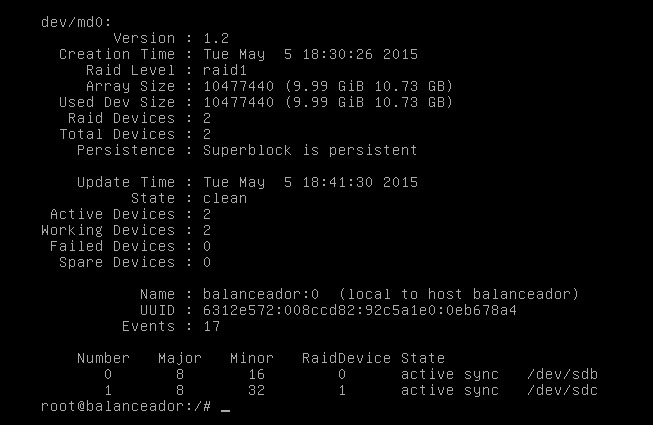 dev/md0:
Version : 1.2
Creation Time : Tue May  5 18:30:26 2015
Raid Level : raid1
Array Size : 10477440 (9.99 GiB 10.73 GB)
Used Dev Size : 10477440 (9.99 GiB 10.73 GB)
Raid Devices : 2
Total Devices : 2
Persistence : Superblock is persistent
Update Time : Tue May  5 18:41:30 2015
State : clean
Active Devices : 2
Working Devices : 2
Failed Devices : 0
Spare Devices : 0
Name : balanceador:0  (local to host balanceador)
UUID : 6312e572:008ccd82:92c5a1e0:0eb678a4
Events : 17
Number   Major   Minor   RaidDevice State
0       8       16        0      active sync   /dev/sdb
1       8       32        1      active sync   /dev/sdc
root@balanceador:/# _